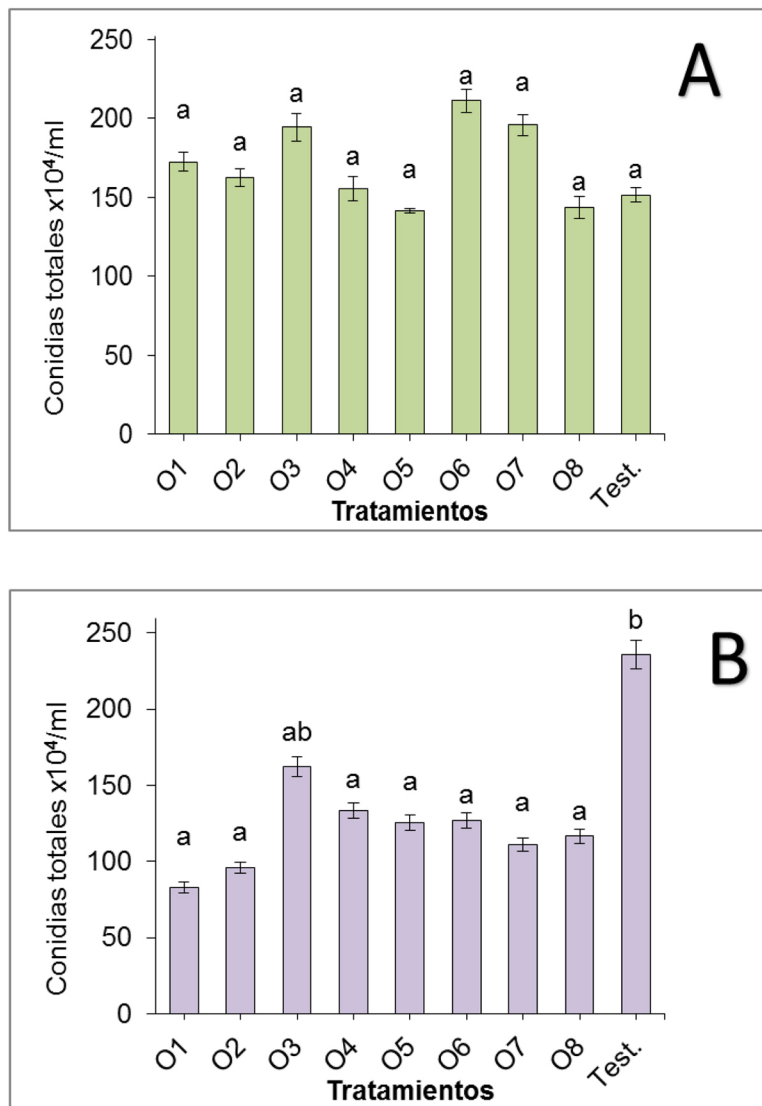 A
Conidias totales x10⁴/ml
250
200
150
100
50
0
a a a a a a a a a
O1 O2 O3 O4 O5 O6 O7 O8 Test.
Tratamientos
B
Conidias totales x10⁴/ml
250
200
150
100
50
0
a a ab a a a a a b
O1 O2 O3 O4 O5 O6 O7 O8 Test.
Tratamientos